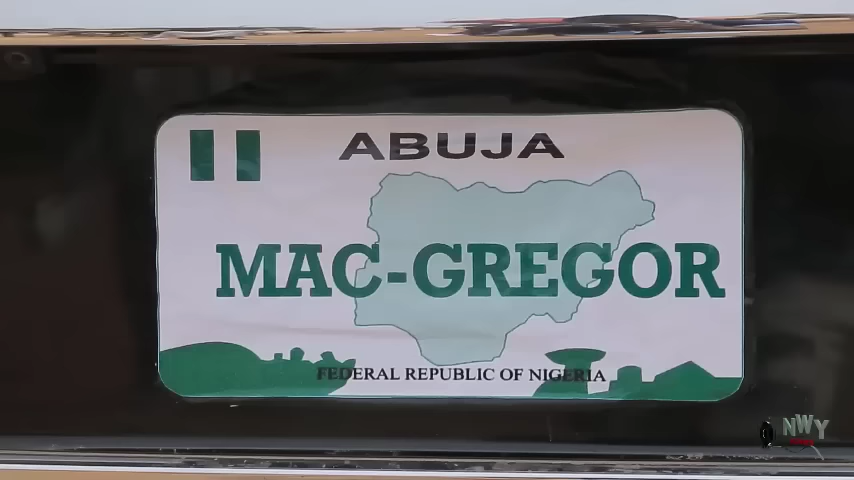 ABUJA
MAC-GREGOR
FEDERAL REPUBLIC OF NIGERIA
NWY